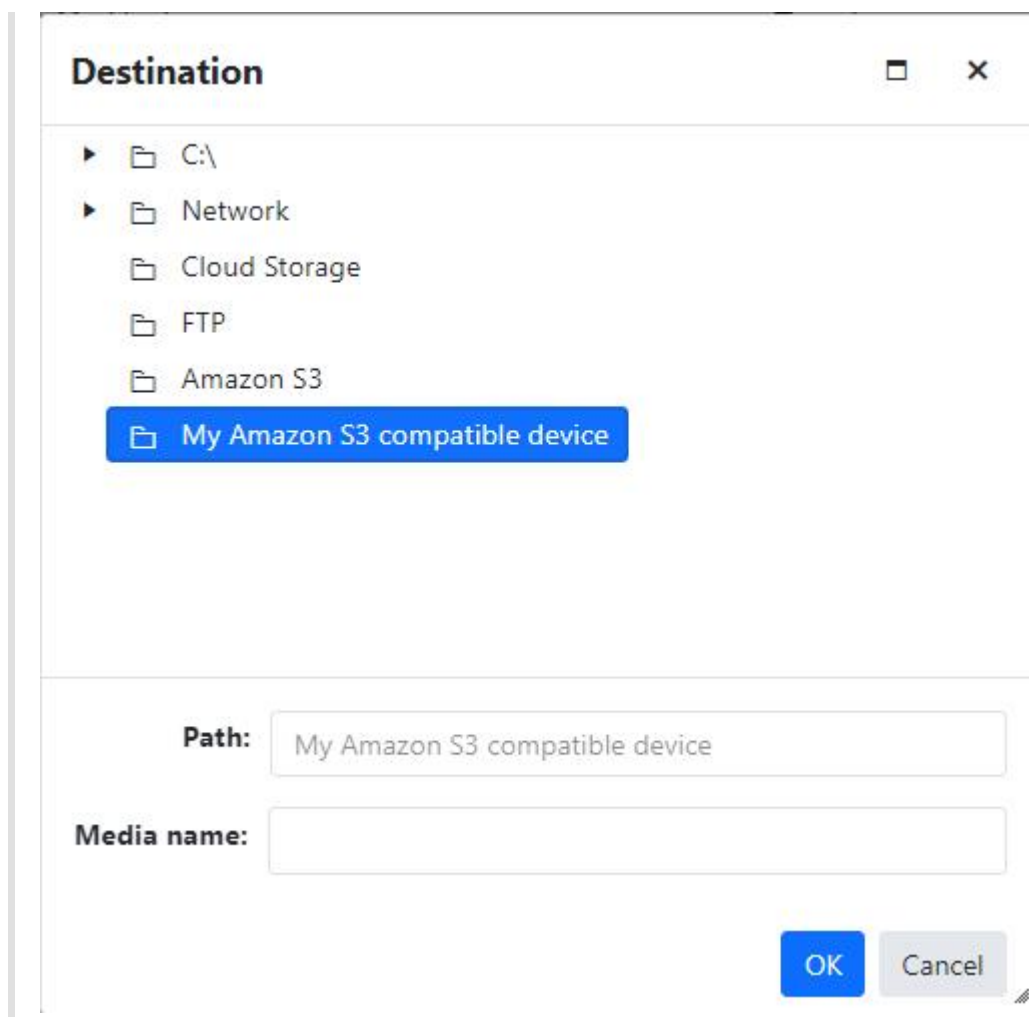 Destination
C:\
Network
Cloud Storage
FTP
Amazon S3
My Amazon S3 compatible device
Path: My Amazon S3 compatible device
Media name:
OK Cancel